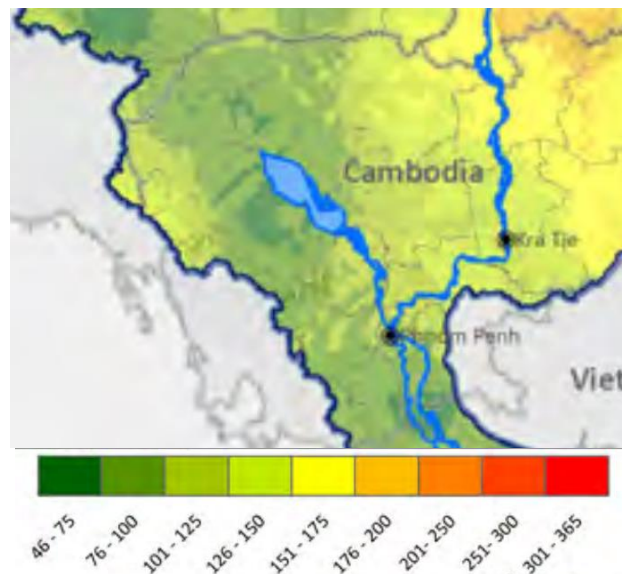 Cambodia
Kra Tje
Phnom Penh
Viet
46 - 75
76 - 100
101 - 125
126 - 150
151 - 175
176 - 200
201- 250
251- 300
301 - 365